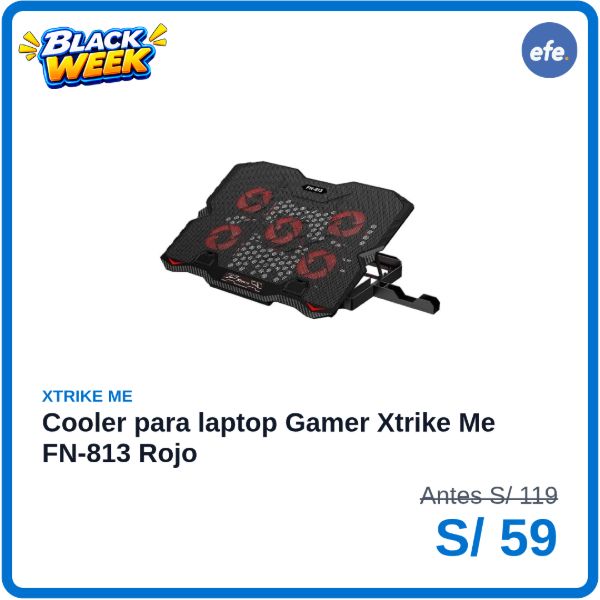 BLACK
WEEK
efe.
FN-813
XTRIKE ME
Cooler para laptop Gamer Xtrike Me
FN-813 Rojo
Antes S/ 119
S/ 59